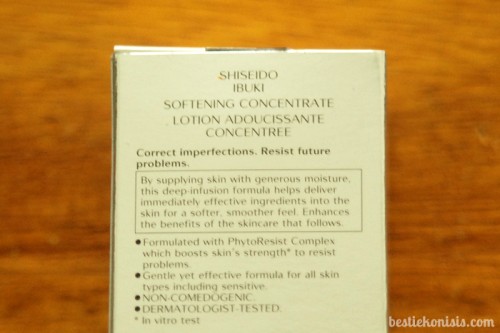 SHISEIDO
IBUKI
SOFTENING CONCENTRATE
LOTION ADOUCISSANTE
CONCENTREE
Correct imperfections. Resist future
problems.
By supplying skin with generous moisture,
this deep-infusion formula helps deliver
immediately effective ingredients into the
skin for a softer, smoother feel. Enhances
the benefits of the skincare that follows.
●Formulated with PhytoResist Complex
which boosts skin's strength* to resist
problems.
●Gentle yet effective formula for all skin
types including sensitive.
●NON-COMEDOGENIC.
●DERMATOLOGIST-TESTED.
* In vitro test
bestiekonisis.com